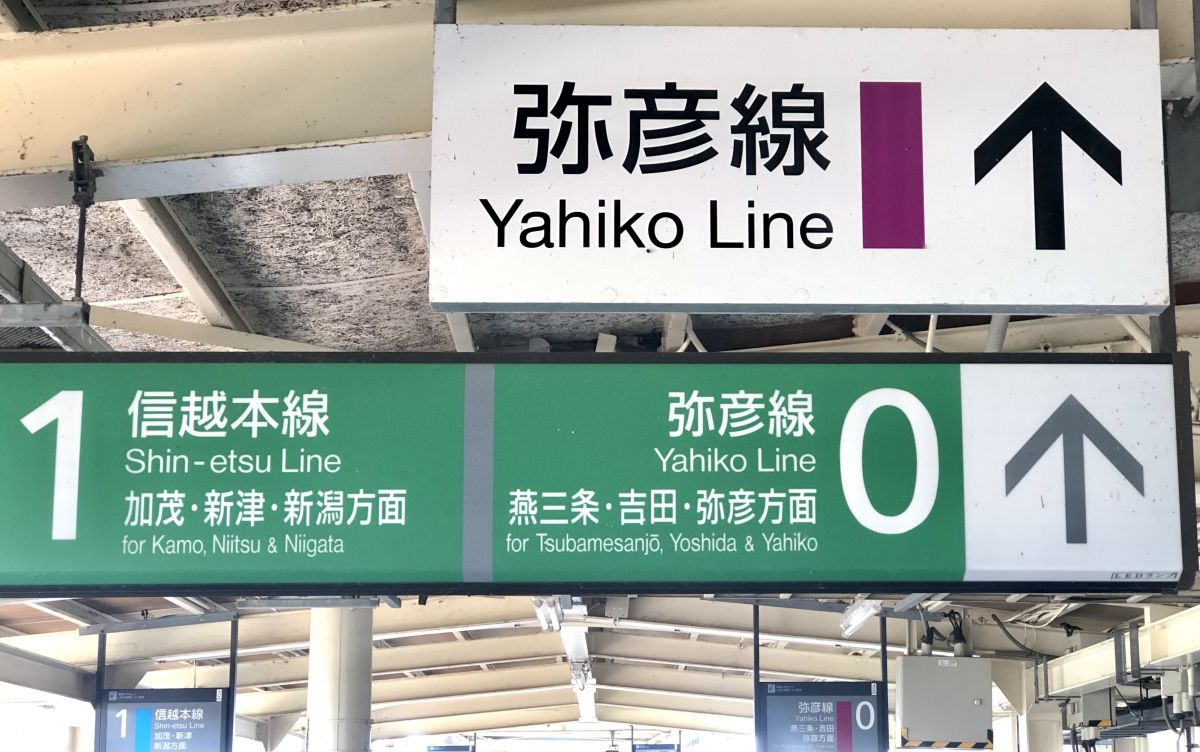 弥彦線
Yahiko Line
1
信越本線
Shin-etsu Line
加茂・新津・新潟方面
for Kamo, Niitsu & Niigata
弥彦線
Yahiko Line
燕三条・吉田・弥彦方面
for Tsubamesanjō, Yoshida & Yahiko
0
LEDランプ
1
信越本線
Shin-etsu Line
加茂・新津
新潟方面
弥彦線
Yahiko Line
燕三条・吉田
弥彦方面
0